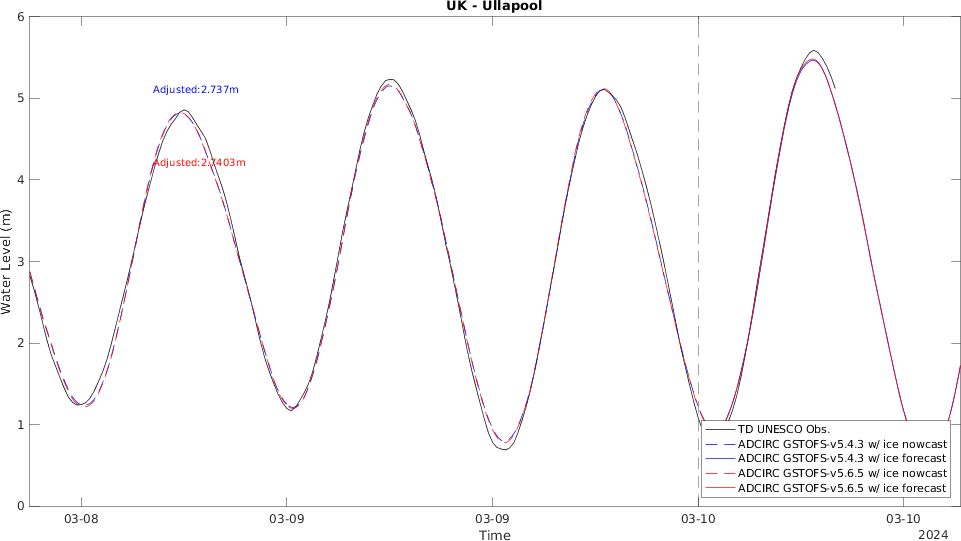 UK - Ullapool
6
5
4
3
2
1
0
Water Level (m)
Adjusted:2.737m
Adjusted:2.7403m
TD UNESCO Obs.
ADCIRC GSTOFS-v5.4.3 w/ ice nowcast
ADCIRC GSTOFS-v5.4.3 w/ ice forecast
ADCIRC GSTOFS-v5.6.5 w/ ice nowcast
ADCIRC GSTOFS-v5.6.5 w/ ice forecast
03-08 03-09 03-09 03-10 03-10
Time
2024